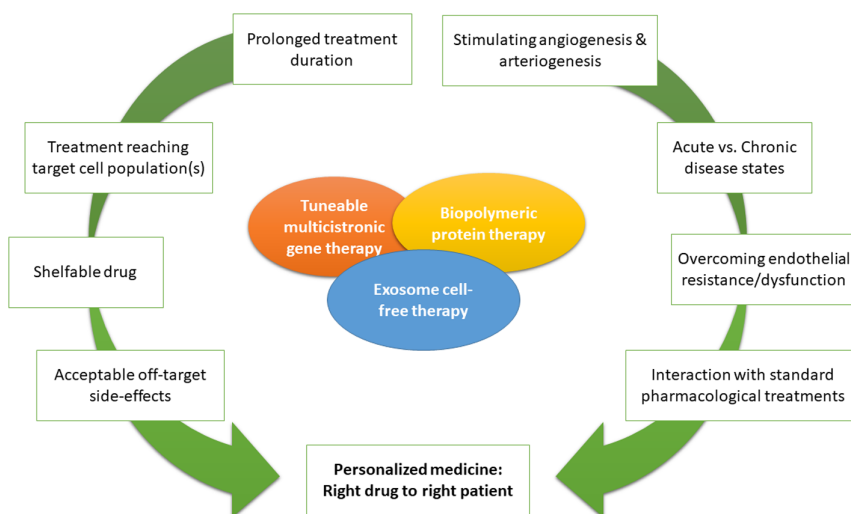 Prolonged treatment
duration
Stimulating angiogenesis &
arteriogenesis
Treatment reaching
target cell population(s)
Acute vs. Chronic
disease states
Tuneable
multicistronic
gene therapy
Biopolymeric
protein therapy
Shelfable drug
Overcoming endothelial
resistance/dysfunction
Exosome cell-
free therapy
Acceptable off-target
side-effects
Interaction with standard
pharmacological treatments
Personalized medicine:
Right drug to right patient